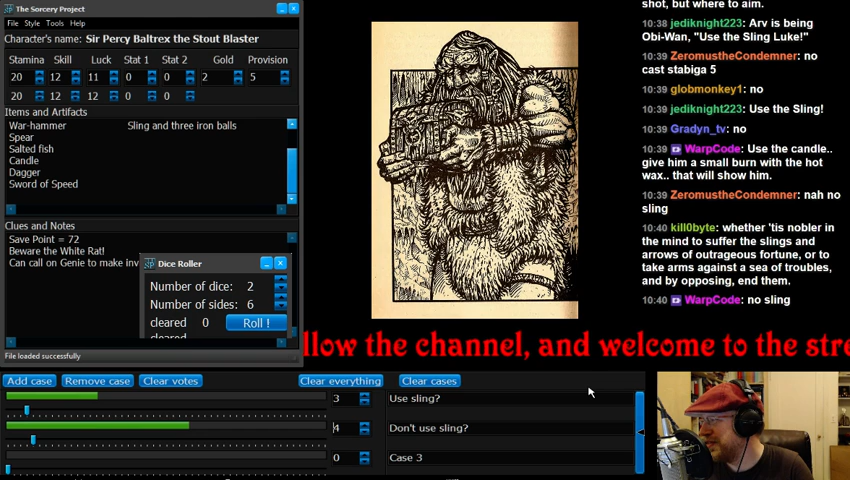 The Sorcery Project
File Style Tools Help
Character's name: Sir Percy Baltrex the Stout Blaster
Stamina Skill Luck Stat 1 Stat 2 Gold Provision
20 12 11 0 0 2 5
20 12 12 0 0
Items and Artifacts
War-hammer Sling and three iron balls
Spear
Salted fish
Candle
Dagger
Sword of Speed
Clues and Notes
Save Point = 72
Beware the White Rat!
Can call on Genie to make inv
Dice Roller
Number of dice: 2
Number of sides: 6
cleared 0 Roll !
File loaded successfully
shot, but where to aim.
10:38 jediknight223: Arv is being
Obi-Wan, "Use the Sling Luke!"
10:39 ZeromustheCondemner: no
cast stabiga 5
10:39 globmonkey1: no
10:39 jediknight223: Use the Sling!
10:39 Gradyn_tv: no
10:39 WarpCode: Use the candle..
give him a small burn with the hot
wax.. that will show him.
10:39 ZeromustheCondemner: nah no
sling
10:40 kill0byte: whether 'tis nobler in
the mind to suffer the slings and
arrows of outrageous fortune, or to
take arms against a sea of troubles,
and by opposing, end them.
10:40 WarpCode: no sling
llow the channel, and welcome to the stre
Add case Remove case Clear votes Clear everything Clear cases
3 Use sling?
4 Don't use sling?
0 Case 3